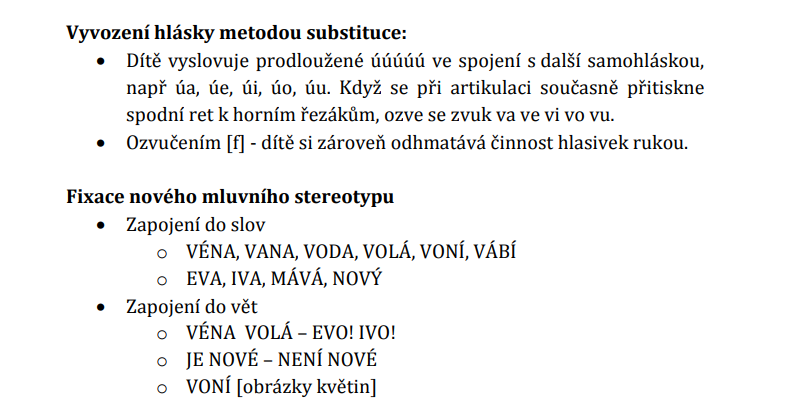 Vyvození hlásky metodou substituce:
• Dítě vyslovuje prodloužené úúúúú ve spojení s další samohláskou,
např úa, úe, úi, úo, úu. Když se při artikulaci současně přitiskne
spodní ret k horním řezákům, ozve se zvuk va ve vi vo vu.
• Ozvučením [f] - dítě si zároveň odhmatává činnost hlasivek rukou.
Fixace nového mluvního stereotypu
• Zapojení do slov
o VÉNA, VANA, VODA, VOLÁ, VONÍ, VÁBÍ
o EVA, IVA, MÁVÁ, NOVÝ
• Zapojení do vět
o VÉNA  VOLÁ – EVO! IVO!
o JE NOVÉ – NENÍ NOVÉ
o VONÍ [obrázky květin]